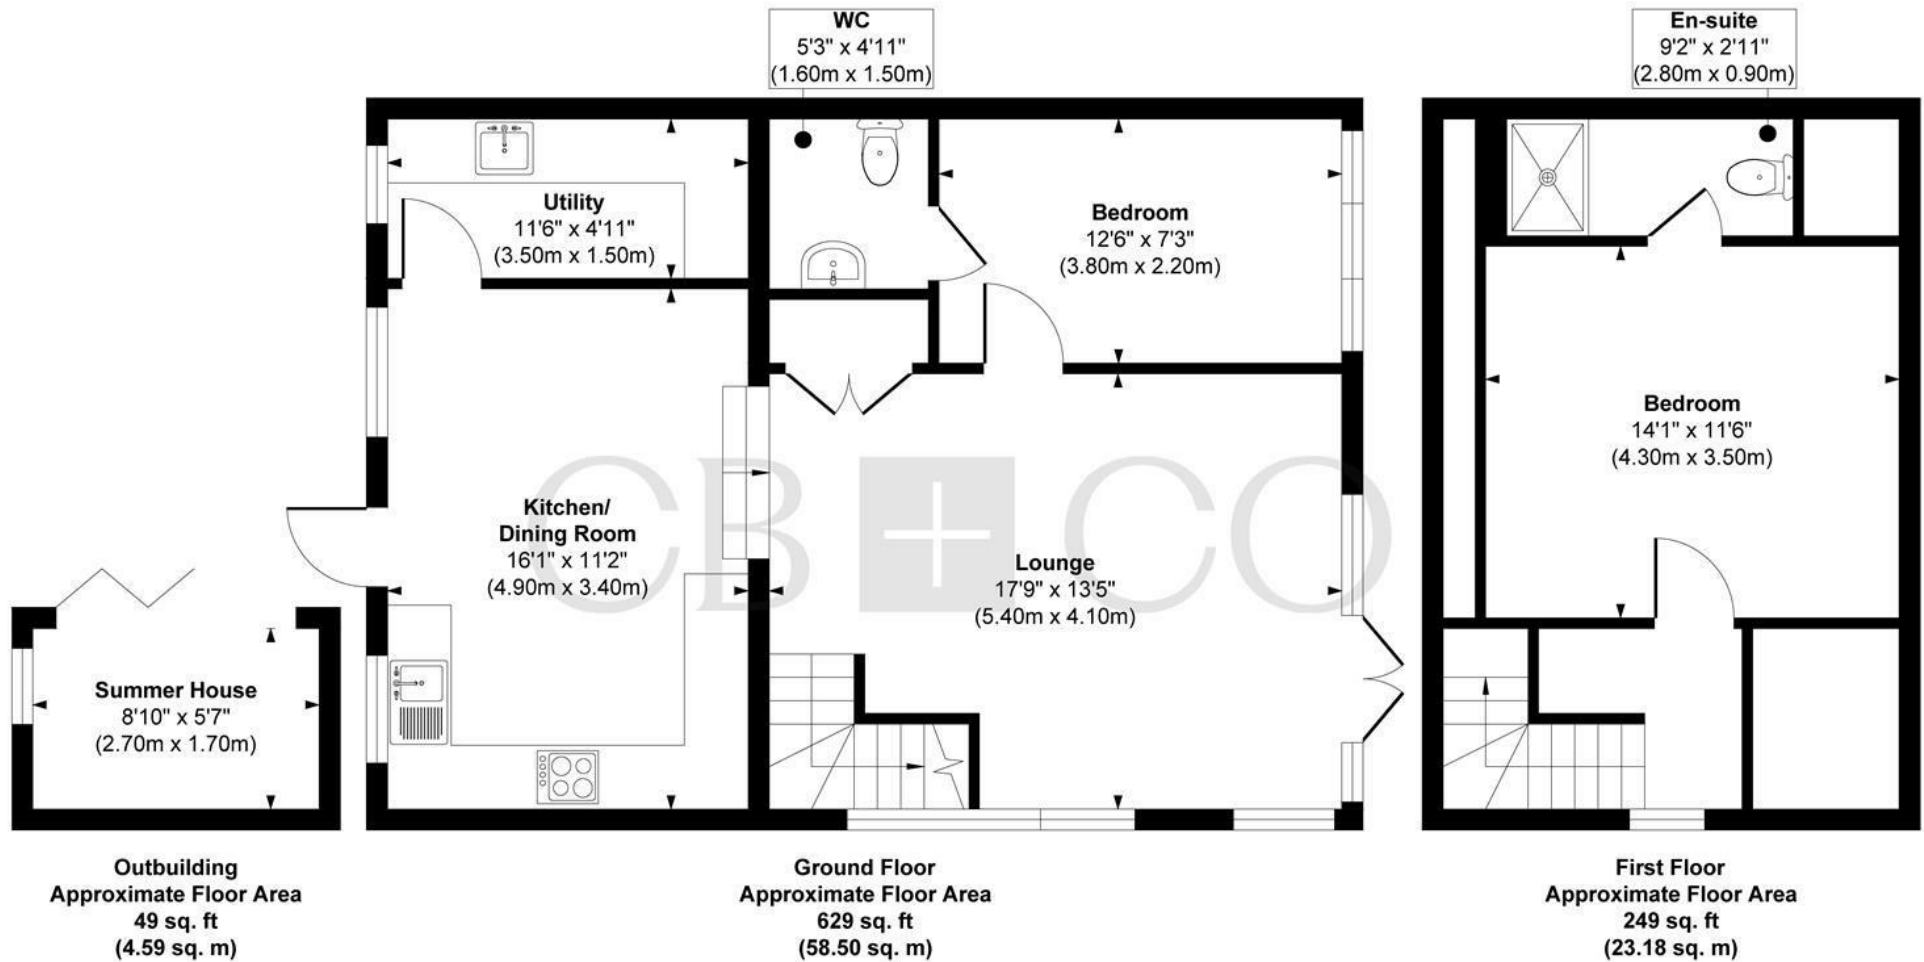 WC
5'3" x 4'11"
(1.60m x 1.50m)
En-suite
9'2" x 2'11"
(2.80m x 0.90m)
Utility
11'6" x 4'11"
(3.50m x 1.50m)
Bedroom
12'6" x 7'3"
(3.80m x 2.20m)
Bedroom
14'1" x 11'6"
(4.30m x 3.50m)
Kitchen/
Dining Room
16'1" x 11'2"
(4.90m x 3.40m)
CB + CO
Lounge
17'9" x 13'5"
(5.40m x 4.10m)
Summer House
8'10" x 5'7"
(2.70m x 1.70m)
Outbuilding
Approximate Floor Area
49 sq. ft
(4.59 sq. m)
Ground Floor
Approximate Floor Area
629 sq. ft
(58.50 sq. m)
First Floor
Approximate Floor Area
249 sq. ft
(23.18 sq. m)